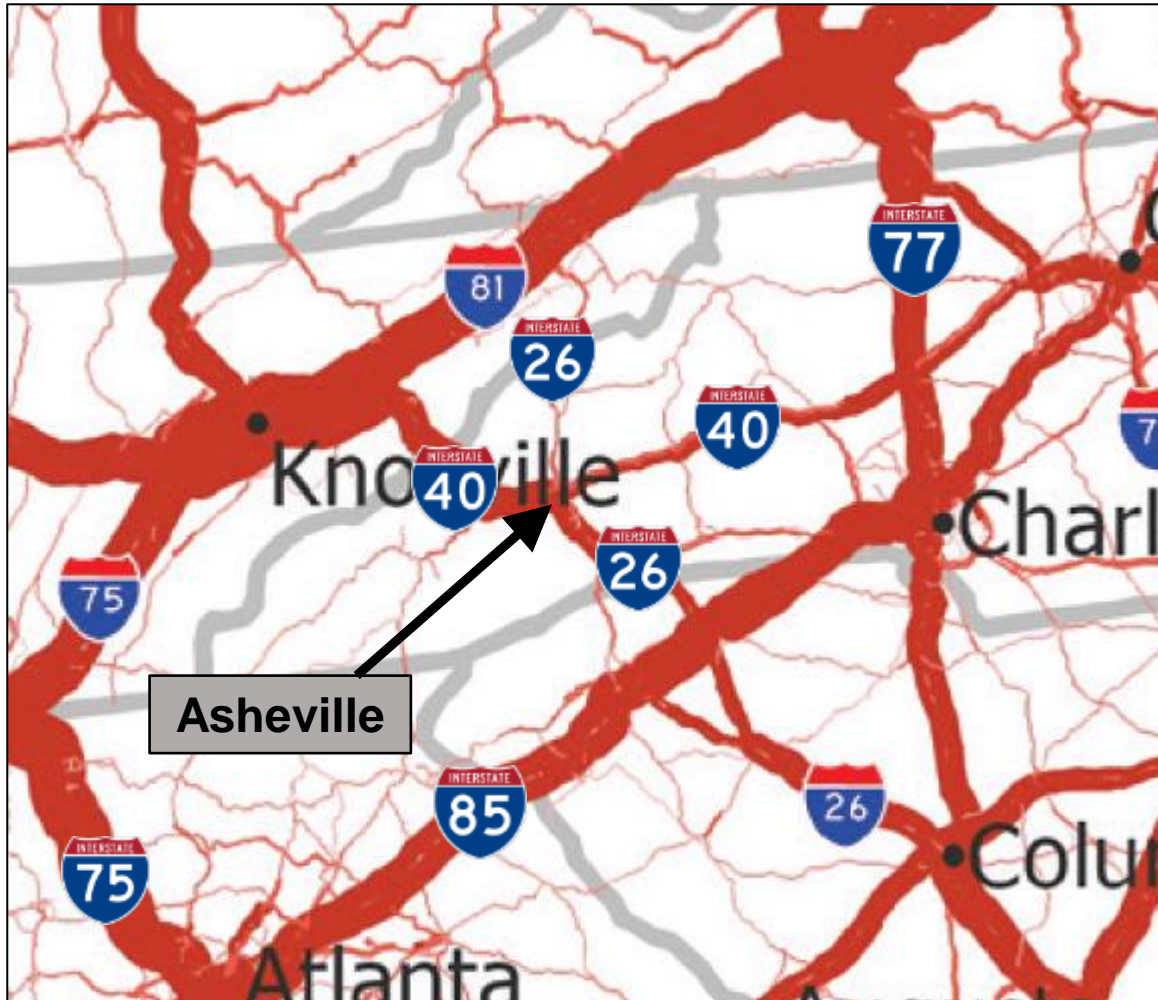 INTERSTATE
77
81
INTERSTATE
26
INTERSTATE
40
7
Knoxville
INTERSTATE
40
Charl
INTERSTATE
26
75
Asheville
INTERSTATE
85
26
INTERSTATE
75
Colu
Atlanta